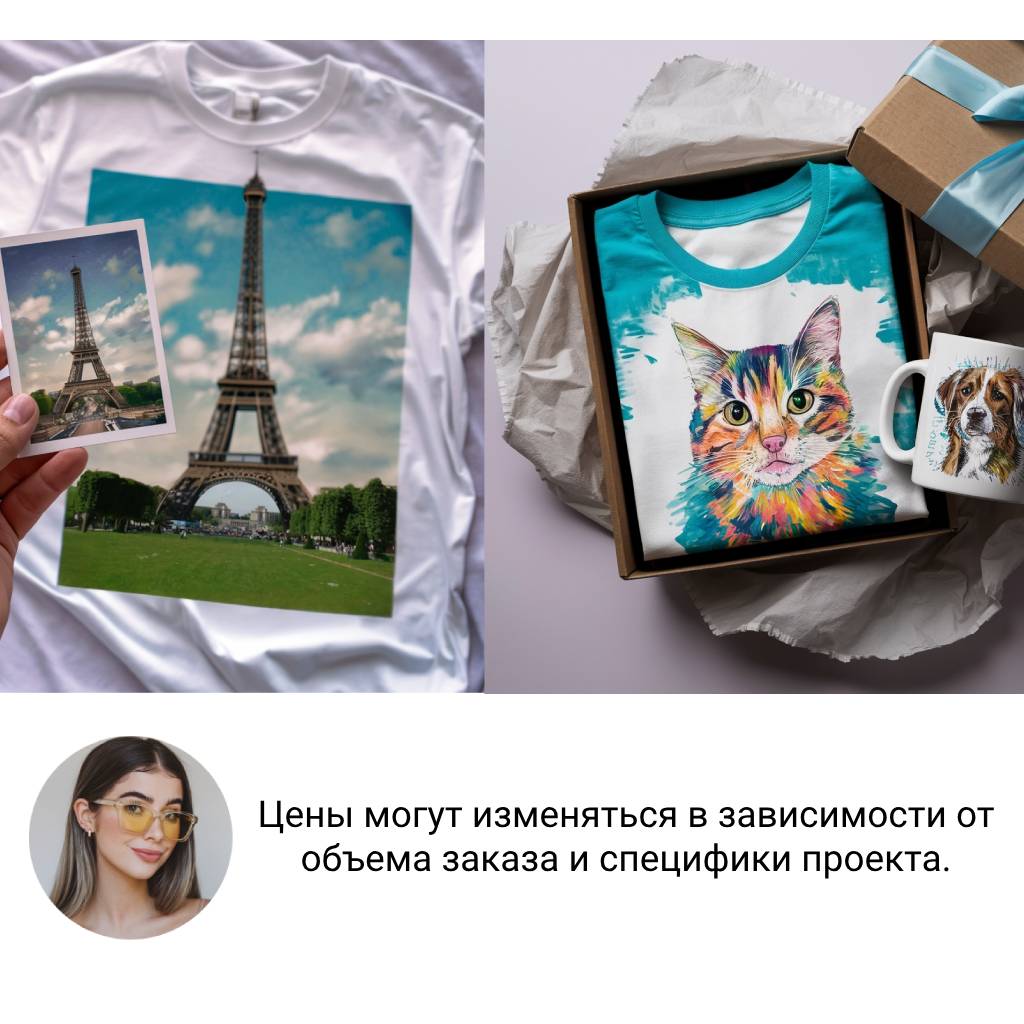 Цены могут изменяться в зависимости от
объема заказа и специфики проекта.